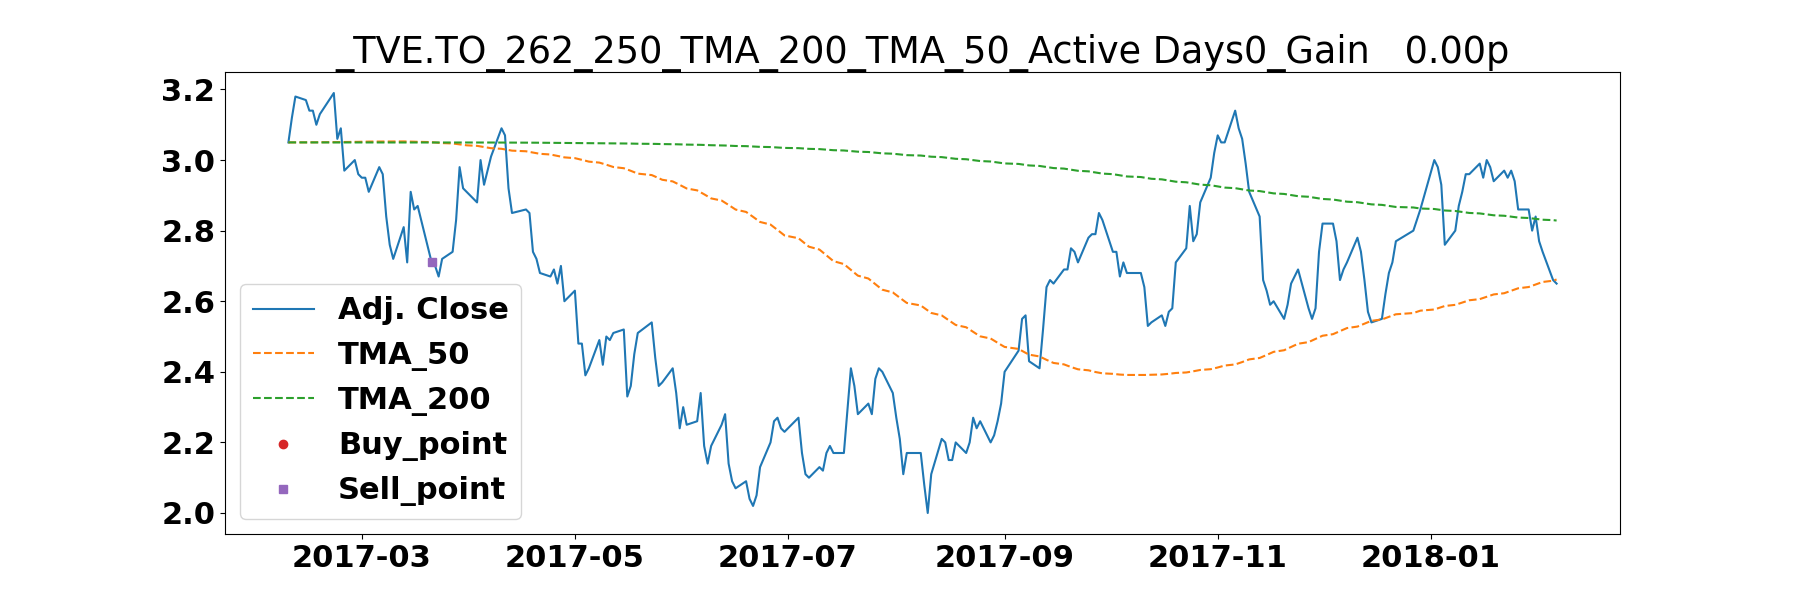 _TVE.TO_262_250_TMA_200_TMA_50_Active Days0_Gain   0.00p
3.2
3.0
2.8
2.6
2.4
2.2
2.0
Adj. Close
TMA_50
TMA_200
Buy_point
Sell_point
2017-03 2017-05 2017-07 2017-09 2017-11 2018-01